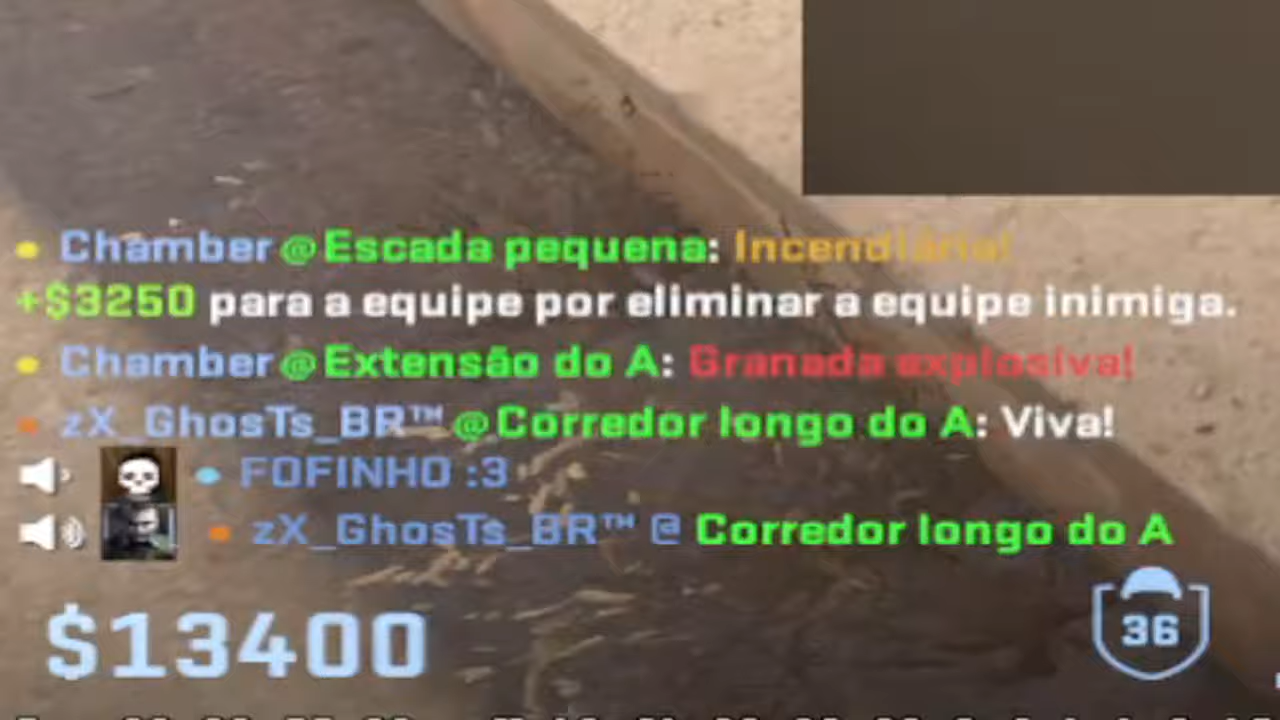 Chamber@Escada pequena: Incendiária!
+$3250 para a equipe por eliminar a equipe inimiga.
Chamber@Extensão do A: Granada explosiva!
zX_GhosTs_BR™ @Corredor longo do A: Viva!
FOFINHO :3
zX_GhosTs_BR™ @ Corredor longo do A
$13400
36